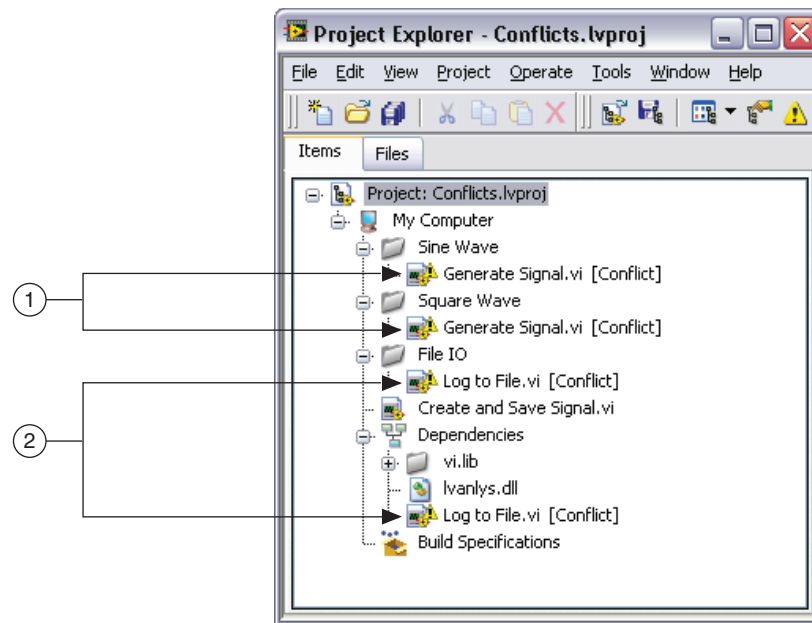 Project Explorer - Conflicts.lvproj
File Edit View Project Operate Tools Window Help
Items Files
Project: Conflicts.lvproj
My Computer
Sine Wave
Generate Signal.vi [Conflict]
1
Square Wave
Generate Signal.vi [Conflict]
File IO
Log to File.vi [Conflict]
Create and Save Signal.vi
2
Dependencies
vi.lib
lvanlys.dll
Log to File.vi [Conflict]
Build Specifications